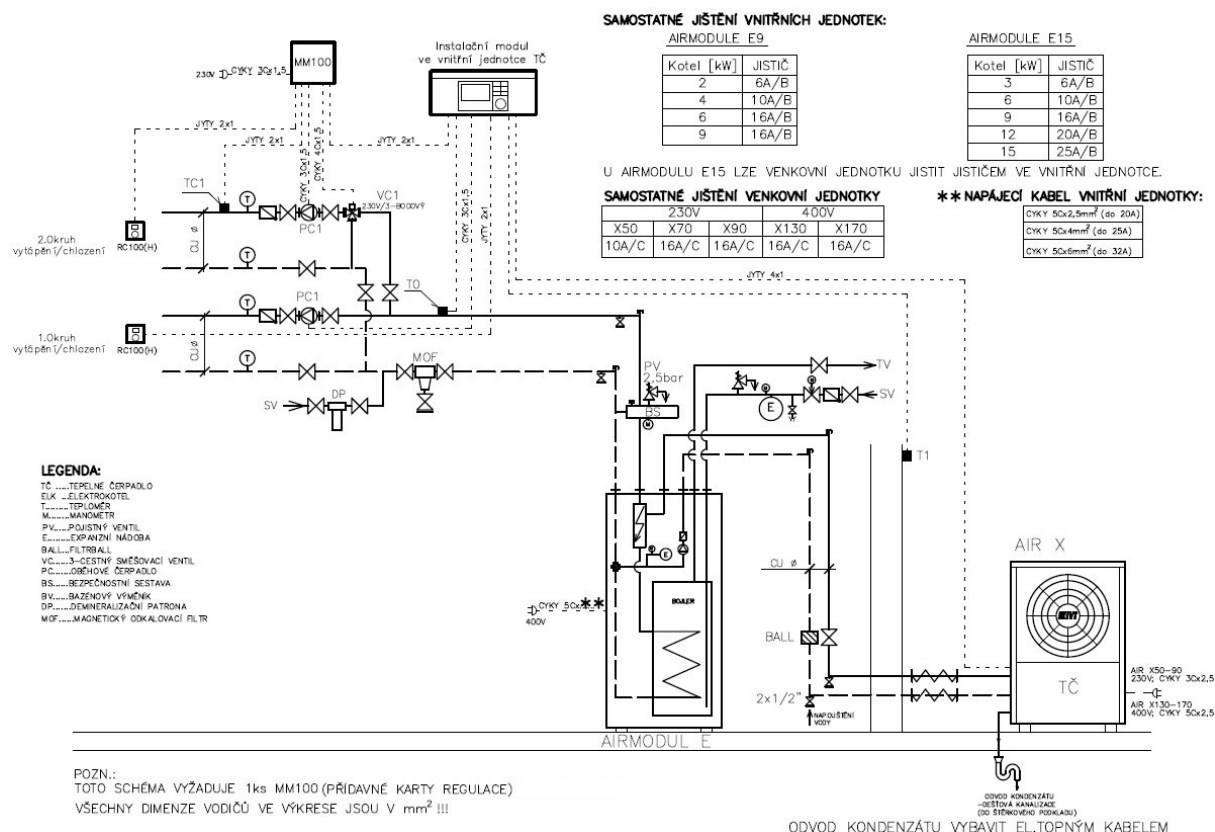 SAMOSTATNÉ JIŠTĚNÍ VNITŘNÍCH JEDNOTEK:
AIRMODULE E9
Kotel [kW] JISTIČ
2 6A/B
4 10A/B
6 16A/B
9 16A/B
AIRMODULE E15
Kotel [kW] JISTIČ
3 6A/B
6 10A/B
9 16A/B
12 20A/B
15 25A/B
U AIRMODULU E15 LZE VENKOVNÍ JEDNOTKU JISTIT JISTIČEM VE VNITŘNÍ JEDNOTCE.
SAMOSTATNÉ JIŠTĚNÍ VENKOVNÍ JEDNOTKY
230V 400V
X50 X70 X90 X130 X170
10A/C 16A/C 16A/C 16A/C 16A/C
** NAPÁJECÍ KABEL VNITŘNÍ JEDNOTKY:
CYKY 5Cx2,5mm² (do 20A)
CYKY 5Cx4mm² (do 25A)
CYKY 5Cx6mm² (do 32A)
MM100
230V CYKY 3Cx1,5
Instalační modul
ve vnitřní jednotce TČ
JYTY 2x1
JYTY 2x1
JYTY 2x1
CYKY 3Cx1,5
CYKY 4Cx1,5
CYKY 3Cx1,5
JYTY 2x1
JYTY 4x1
TC1
T
PC1
VC1
230V/3-BODOVÝ
2.Okruh
vytápění/chlazení
RC100(H)
CU Ø
T
T0
T
PC1
1.Okruh
vytápění/chlazení
RC100(H)
CU Ø
T
MOF
DP
SV
PV
2,5bar
BS
M
TV
SV
E
T1
E
BOJLER
CU Ø
BALL
2x1/2"
NAPOUŠTĚNÍ
VODY
CYKY 5Cx**
400V
AIRMODUL E
AIR X
IVT
TČ
AIR X50-90
230V; CYKY 3Cx2,5
AIR X130-170
400V; CYKY 5Cx2,5
ODVOD KONDENZÁTU
-DEŠŤOVÁ KANALIZACE
(DO ŠTĚRKOVÉHO PODKLADU)
ODVOD KONDENZÁTU VYBAVIT EL.TOPNÝM KABELEM
LEGENDA:
TČ .....TEPELNÉ ČERPADLO
ELK ...ELEKTROKOTEL
T........TEPLOMĚR
M.......MANOMETR
PV......POJISTNÝ VENTIL
E........EXPANZNÍ NÁDOBA
BALL...FILTRBALL
VC......3-CESTNÝ SMĚŠOVACÍ VENTIL
PC......OBĚHOVÉ ČERPADLO
BS......BEZPEČNOSTNÍ SESTAVA
BV......BAZÉNOVÝ VÝMĚNÍK
DP......DEMINERALIZAČNÍ PATRONA
MOF.....MAGNETICKÝ ODKALOVACÍ FILTR
POZN.:
TOTO SCHÉMA VYŽADUJE 1ks MM100 (PŘÍDAVNÉ KARTY REGULACE)
VŠECHNY DIMENZE VODIČŮ VE VÝKRESE JSOU V mm² !!!